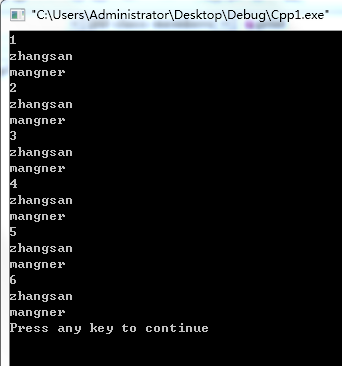 "C:\Users\Administrator\Desktop\Debug\Cpp1.exe"
1
zhangsan
mangner
2
zhangsan
mangner
3
zhangsan
mangner
4
zhangsan
mangner
5
zhangsan
mangner
6
zhangsan
mangner
Press any key to continue